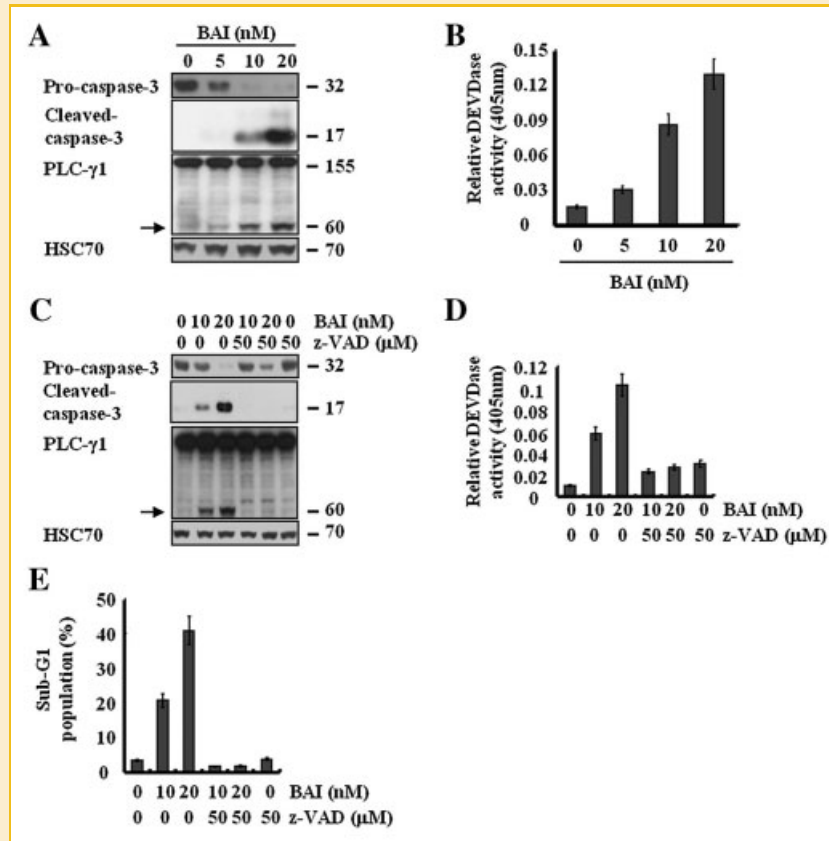 A
BAI (nM)
0 5 10 20
Pro-caspase-3 – 32
Cleaved-
caspase-3 – 17
PLC-γ1 – 155
– 60
HSC70 – 70
B
Relative DEVDase
activity (405nm)
0.15
0.12
0.09
0.06
0.03
0
0 5 10 20
BAI (nM)
C
0 10 20 10 20 0 BAI (nM)
0 0 0 50 50 50 z-VAD (μM)
Pro-caspase-3 – 32
Cleaved-
caspase-3 – 17
PLC-γ1
– 60
HSC70 – 70
D
Relative DEVDase
activity (405nm)
0.12
0.1
0.08
0.06
0.04
0.02
0
0 10 20 10 20 0 BAI (nM)
0 0 0 50 50 50 z-VAD (μM)
E
Sub-G1
population (%)
50
40
30
20
10
0
0 10 20 10 20 0 BAI (nM)
0 0 0 50 50 50 z-VAD (μM)